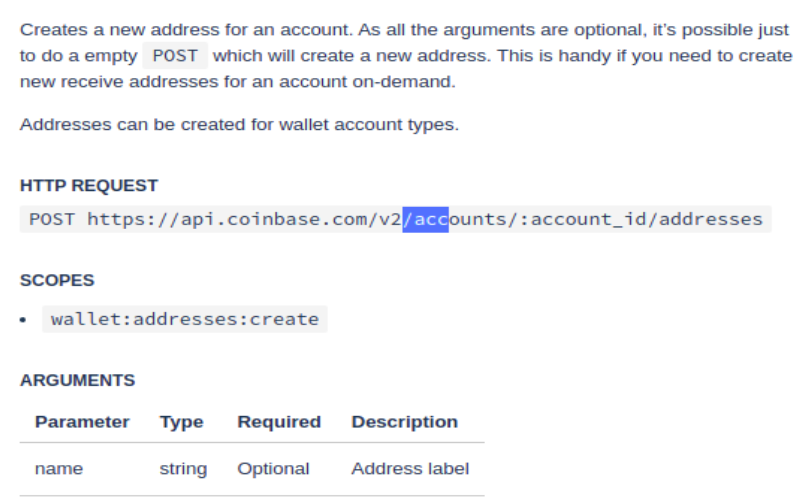 Creates a new address for an account. As all the arguments are optional, it's possible just
to do a empty POST which will create a new address. This is handy if you need to create
new receive addresses for an account on-demand.
Addresses can be created for wallet account types.
HTTP REQUEST
POST https://api.coinbase.com/v2/accounts/:account_id/addresses
SCOPES
• wallet:addresses:create
ARGUMENTS
Parameter Type Required Description
name string Optional Address label